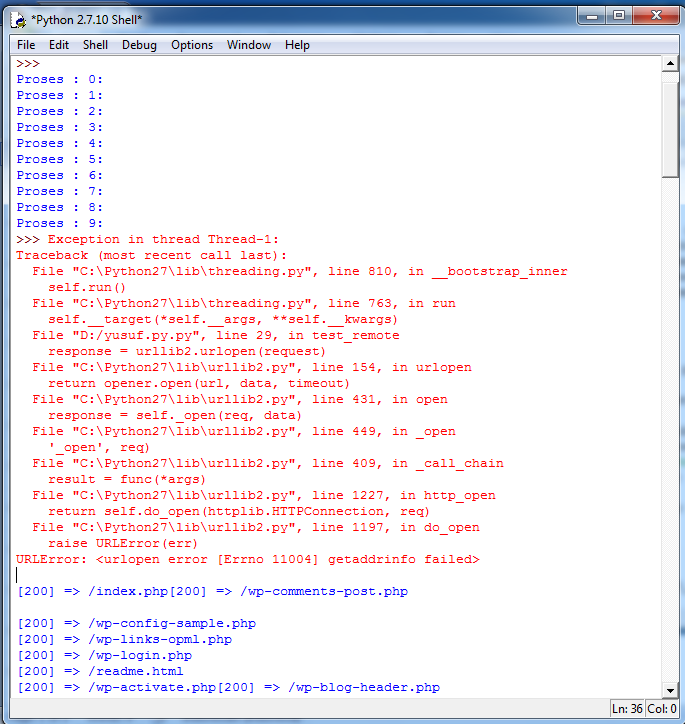 *Python 2.7.10 Shell*
File Edit Shell Debug Options Window Help
>>>
Proses : 0:
Proses : 1:
Proses : 2:
Proses : 3:
Proses : 4:
Proses : 5:
Proses : 6:
Proses : 7:
Proses : 8:
Proses : 9:
>>> Exception in thread Thread-1:
Traceback (most recent call last):
  File "C:\Python27\lib\threading.py", line 810, in __bootstrap_inner
    self.run()
  File "C:\Python27\lib\threading.py", line 763, in run
    self.__target(*self.__args, **self.__kwargs)
  File "D:/yusuf.py.py", line 29, in test_remote
    response = urllib2.urlopen(request)
  File "C:\Python27\lib\urllib2.py", line 154, in urlopen
    return opener.open(url, data, timeout)
  File "C:\Python27\lib\urllib2.py", line 431, in open
    response = self._open(req, data)
  File "C:\Python27\lib\urllib2.py", line 449, in _open
    '_open', req)
  File "C:\Python27\lib\urllib2.py", line 409, in _call_chain
    result = func(*args)
  File "C:\Python27\lib\urllib2.py", line 1227, in http_open
    return self.do_open(httplib.HTTPConnection, req)
  File "C:\Python27\lib\urllib2.py", line 1197, in do_open
    raise URLError(err)
URLError: <urlopen error [Errno 11004] getaddrinfo failed>
[200] => /index.php[200] => /wp-comments-post.php
[200] => /wp-config-sample.php
[200] => /wp-links-opml.php
[200] => /wp-login.php
[200] => /readme.html
[200] => /wp-activate.php[200] => /wp-blog-header.php
Ln: 36 Col: 0